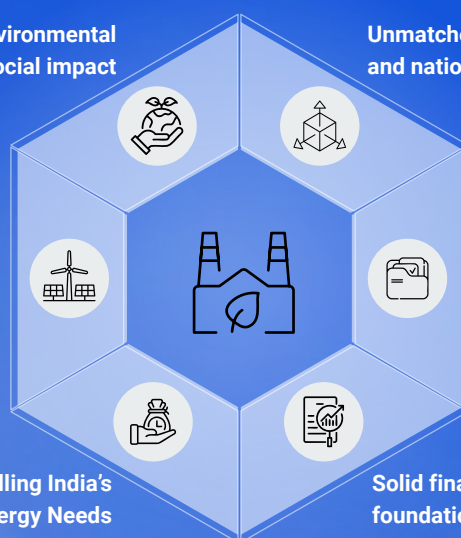 vironmental
ocial impact
Unmatche
and natio
lling India's
ergy Needs
Solid fina
foundatio